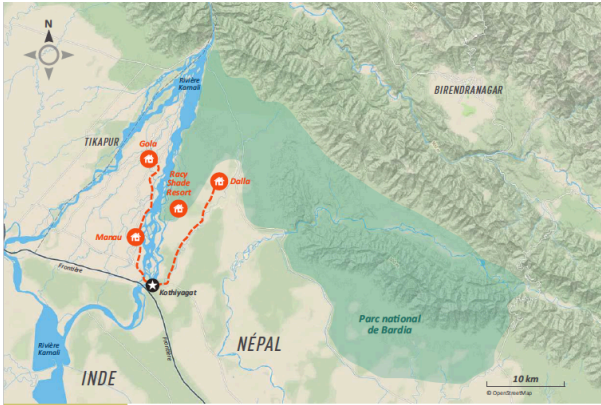 N
Rivière
Karnali
BIRENDRANAGAR
TIKAPUR
Gola
Racy
Shade
Resort
Dalla
Manau
Frontière
Kothiyagat
Rivière
Karnali
Frontière
Parc national
de Bardia
NÉPAL
INDE
10 km
© OpenStreetMap